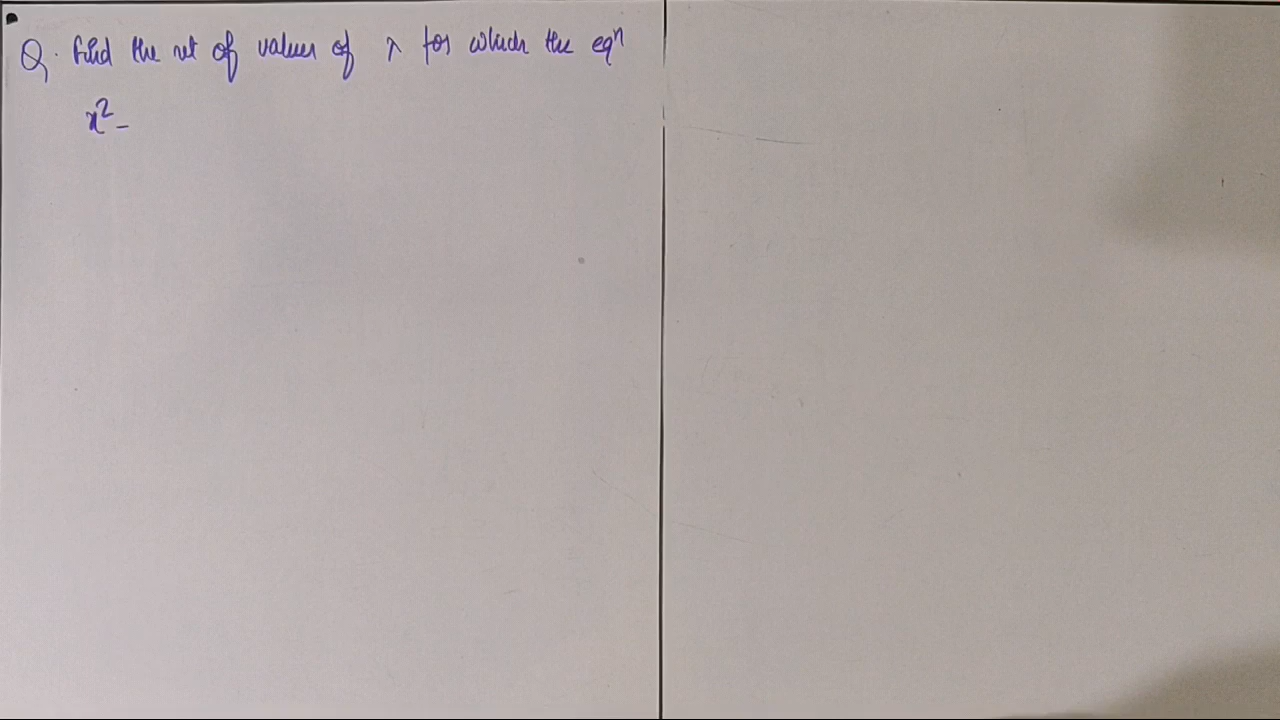 Q. Find the set of values of λ for which the eqⁿ
x² -